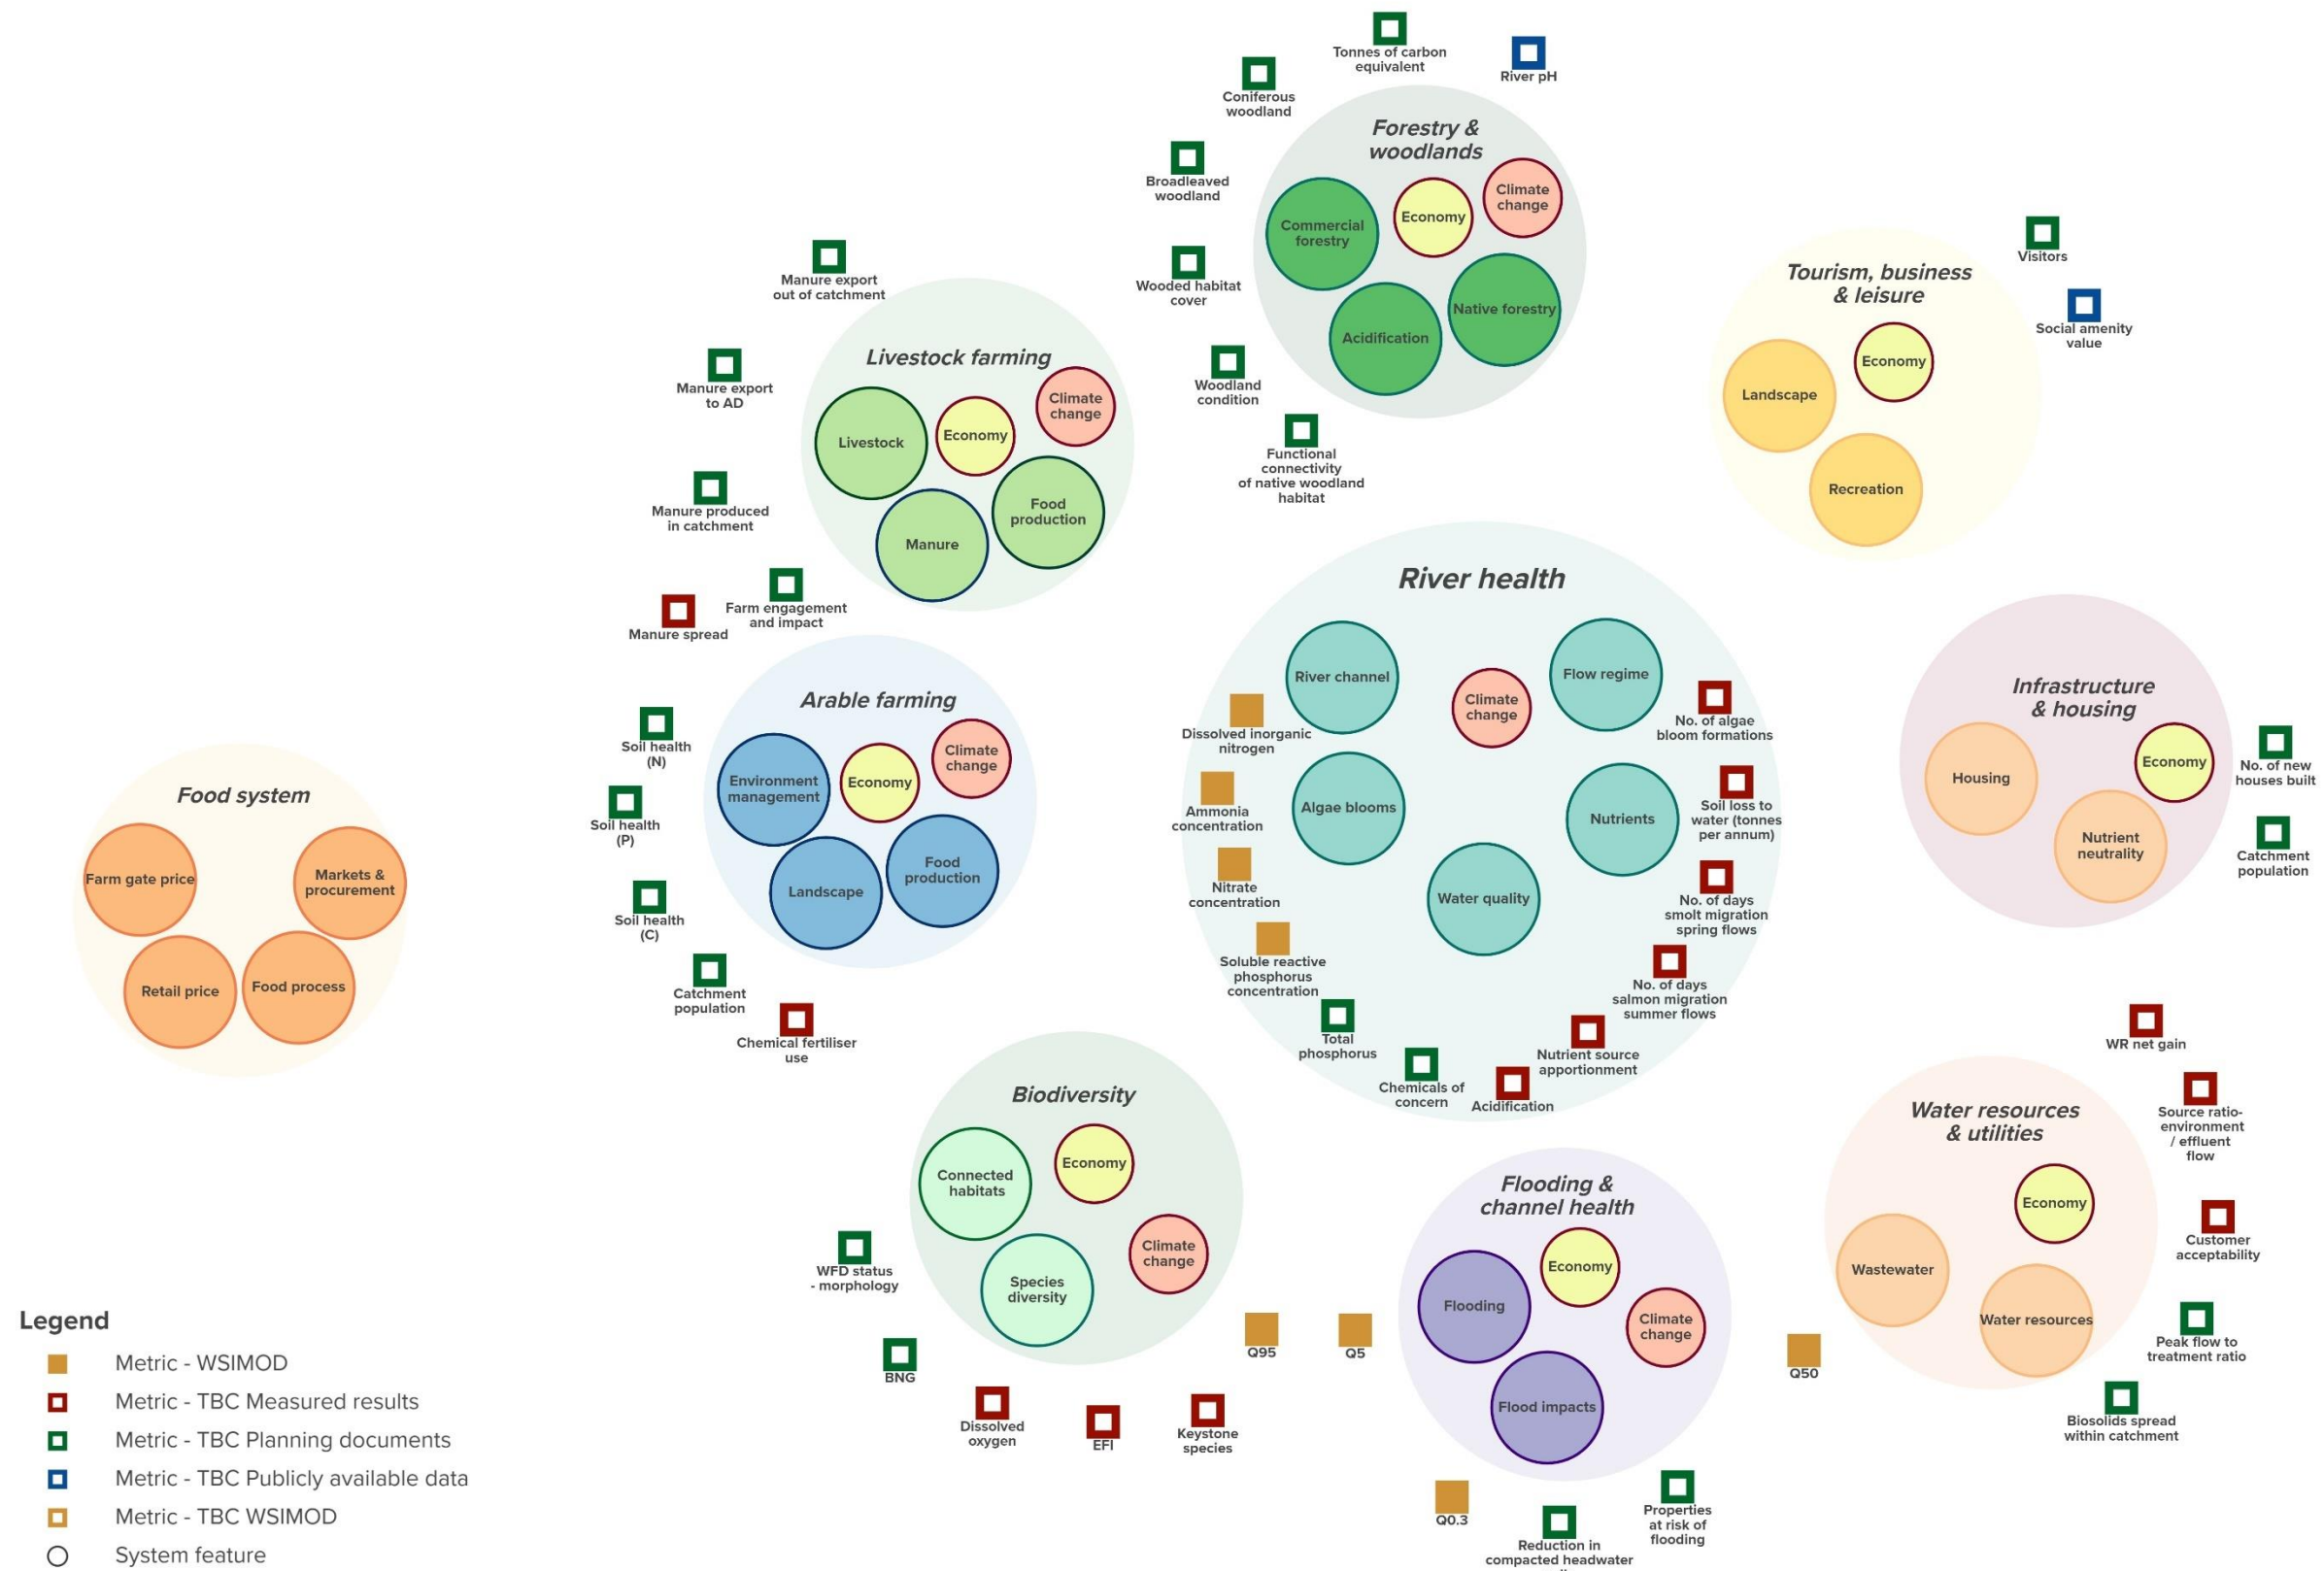 Tonnes of carbon
equivalent
River pH
Coniferous
woodland
Broadleaved
woodland
Wooded habitat
cover
Woodland
condition
Functional
connectivity
of native woodland
habitat
Forestry &
woodlands
Commercial
forestry
Economy
Climate
change
Acidification
Native forestry
Visitors
Social amenity
value
Tourism, business
& leisure
Economy
Landscape
Recreation
Manure export
out of catchment
Manure export
to AD
Manure produced
in catchment
Manure spread
Farm engagement
and impact
Livestock farming
Livestock
Economy
Climate
change
Manure
Food
production
Arable farming
Environment
management
Economy
Climate
change
Landscape
Food
production
Soil health
(N)
Soil health
(P)
Soil health
(C)
Catchment
population
Chemical fertiliser
use
Food system
Farm gate price
Markets &
procurement
Retail price
Food process
River health
River channel
Climate
change
Flow regime
Algae blooms
Nutrients
Water quality
Dissolved inorganic
nitrogen
Ammonia
concentration
Nitrate
concentration
Soluble reactive
phosphorus
concentration
Total
phosphorus
Chemicals of
concern
Acidification
Nutrient source
apportionment
No. of days
salmon migration
summer flows
No. of days
smolt migration
spring flows
Soil loss to
water (tonnes
per annum)
No. of algae
bloom formations
Infrastructure
& housing
Housing
Economy
Nutrient
neutrality
No. of new
houses built
Catchment
population
Biodiversity
Connected
habitats
Economy
Species
diversity
Climate
change
WFD status
- morphology
BNG
Dissolved
oxygen
EFI
Keystone
species
Q95
Q5
Flooding &
channel health
Flooding
Economy
Climate
change
Flood impacts
Q0.3
Reduction in
compacted headwater
Properties
at risk of
flooding
Q50
Water resources
& utilities
Economy
Wastewater
Water resources
WR net gain
Source ratio-
environment
/ effluent
flow
Customer
acceptability
Peak flow to
treatment ratio
Biosolids spread
within catchment
Legend
Metric - WSIMOD
Metric - TBC Measured results
Metric - TBC Planning documents
Metric - TBC Publicly available data
Metric - TBC WSIMOD
System feature